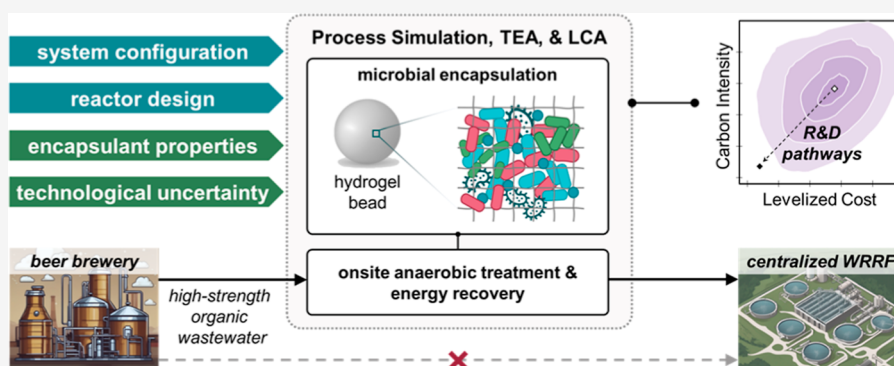 system configuration
reactor design
encapsulant properties
technological uncertainty
Process Simulation, TEA, & LCA
microbial encapsulation
hydrogel
bead
Carbon Intensity
R&D
pathways
Levelized Cost
beer brewery
high-strength
organic
wastewater
onsite anaerobic treatment &
energy recovery
centralized WRRF